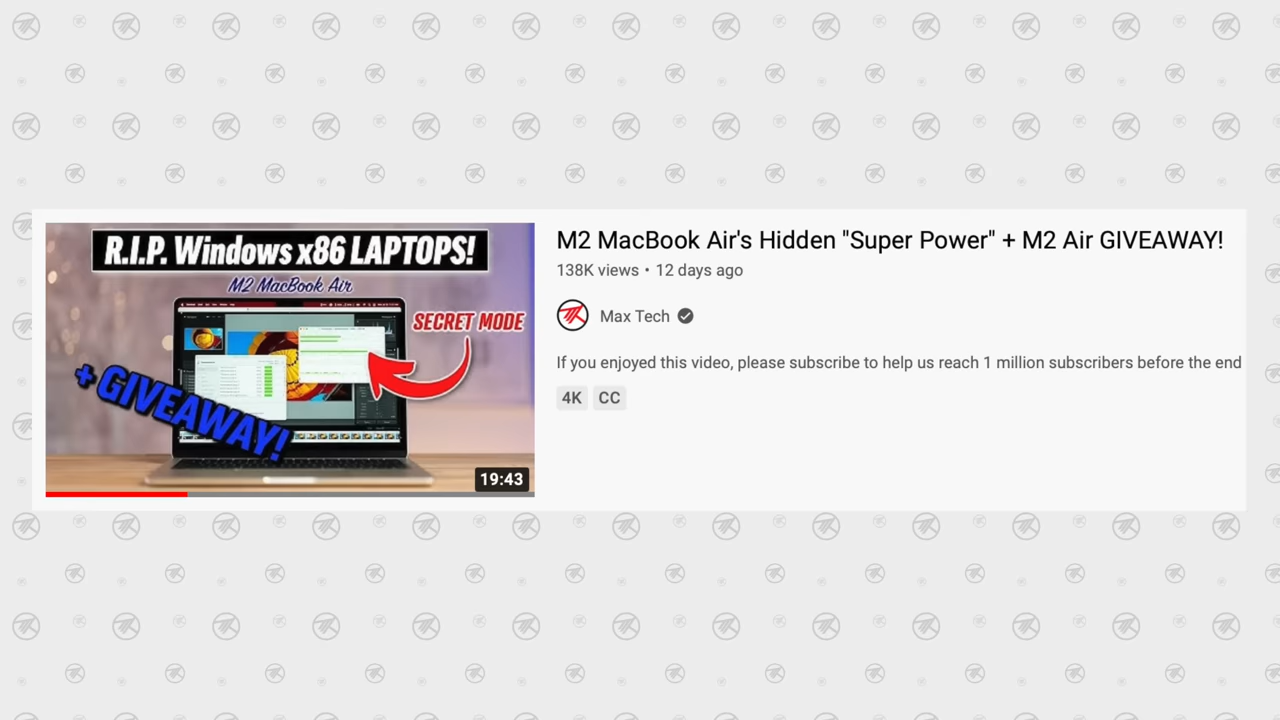 R.I.P. Windows x86 LAPTOPS!
M2 MacBook Air
SECRET MODE
+ GIVEAWAY!
19:43
M2 MacBook Air's Hidden "Super Power" + M2 Air GIVEAWAY!
138K views • 12 days ago
Max Tech
If you enjoyed this video, please subscribe to help us reach 1 million subscribers before the end
4K CC